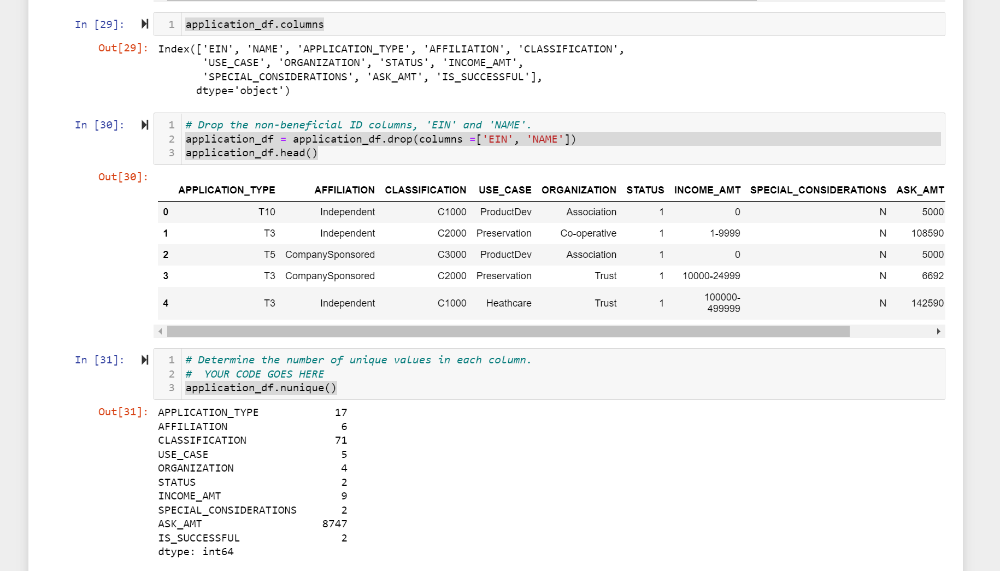 In [29]: 1 application_df.columns
Out[29]: Index(['EIN', 'NAME', 'APPLICATION_TYPE', 'AFFILIATION', 'CLASSIFICATION',
'USE_CASE', 'ORGANIZATION', 'STATUS', 'INCOME_AMT',
'SPECIAL_CONSIDERATIONS', 'ASK_AMT', 'IS_SUCCESSFUL'],
dtype='object')
In [30]: 1 # Drop the non-beneficial ID columns, 'EIN' and 'NAME'.
2 application_df = application_df.drop(columns =['EIN', 'NAME'])
3 application_df.head()
Out[30]:
APPLICATION_TYPE AFFILIATION CLASSIFICATION USE_CASE ORGANIZATION STATUS INCOME_AMT SPECIAL_CONSIDERATIONS ASK_AMT
0 T10 Independent C1000 ProductDev Association 1 0 N 5000
1 T3 Independent C2000 Preservation Co-operative 1 1-9999 N 108590
2 T5 CompanySponsored C3000 ProductDev Association 1 0 N 5000
3 T3 CompanySponsored C2000 Preservation Trust 1 10000-24999 N 6692
4 T3 Independent C1000 Heathcare Trust 1 100000-
499999 N 142590
In [31]: 1 # Determine the number of unique values in each column.
2 #  YOUR CODE GOES HERE
3 application_df.nunique()
Out[31]: APPLICATION_TYPE 17
AFFILIATION 6
CLASSIFICATION 71
USE_CASE 5
ORGANIZATION 4
STATUS 2
INCOME_AMT 9
SPECIAL_CONSIDERATIONS 2
ASK_AMT 8747
IS_SUCCESSFUL 2
dtype: int64